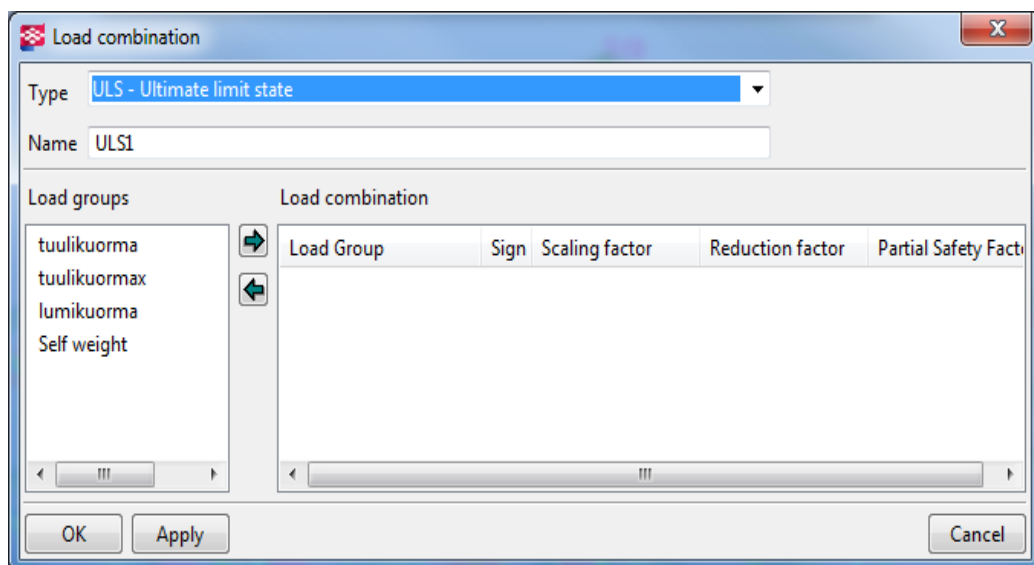 Load combination
Type ULS - Ultimate limit state
Name ULS1
Load groups Load combination
Load Group Sign Scaling factor Reduction factor Partial Safety Fact
tuulikuorma
tuulikuormax
lumikuorma
Self weight
OK Apply Cancel